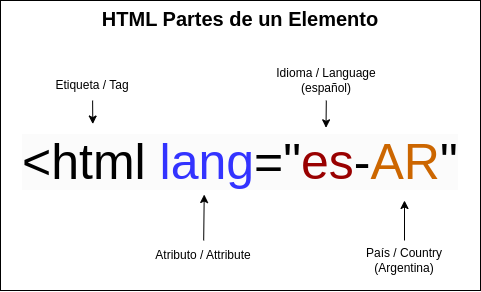 HTML Partes de un Elemento
Etiqueta / Tag
Idioma / Language
(español)
<html lang="es-AR"
Atributo / Attribute
País / Country
(Argentina)